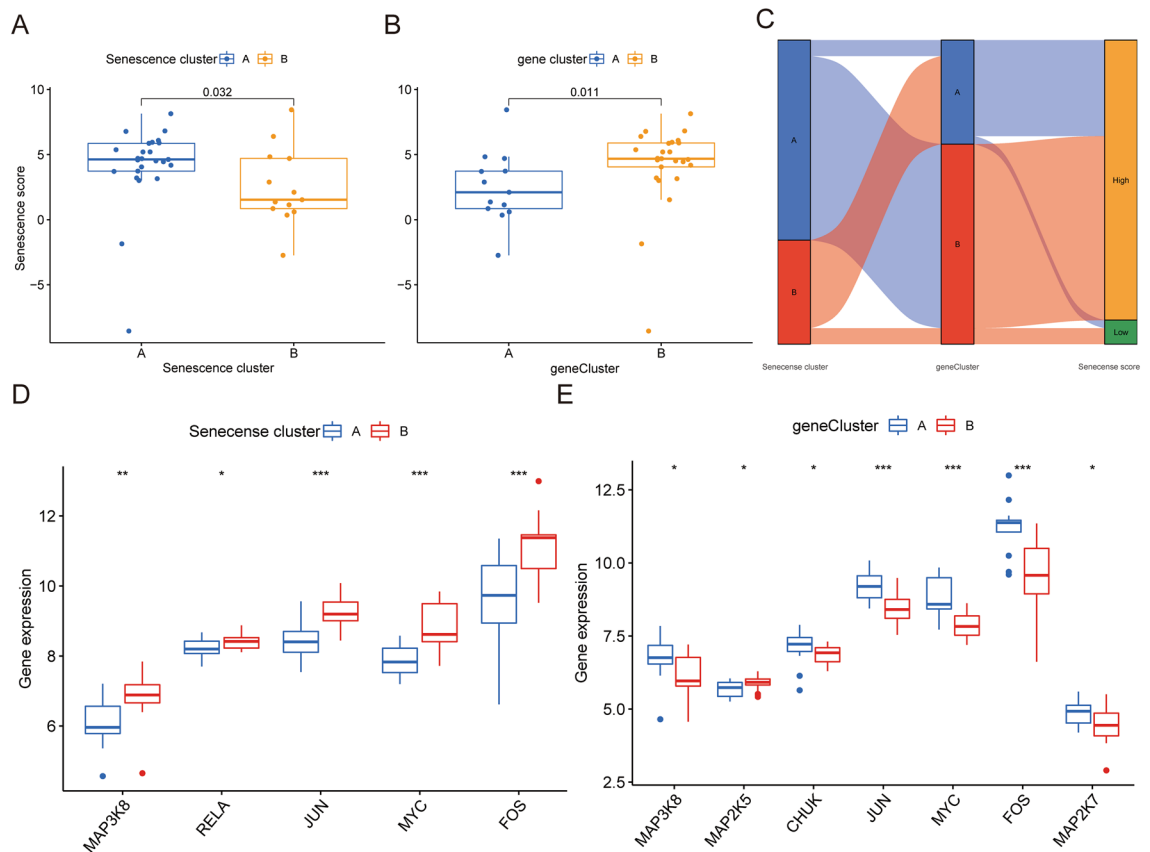 A
Senescence cluster A B
10
5
0
−5
Senescence score
0.032
A B
Senescence cluster
B
gene cluster A B
10
5
0
−5
0.011
A B
geneCluster
C
A
B
A
B
High
Low
Senecense cluster geneCluster Senecense score
D
Senecense cluster A B
12
10
8
6
Gene expression
** * *** *** ***
MAP3K8 RELA JUN MYC FOS
E
geneCluster A B
12.5
10.0
7.5
5.0
2.5
Gene expression
* * * *** *** *** *
MAP3K8 MAP2K5 CHUK JUN MYC FOS MAP2K7